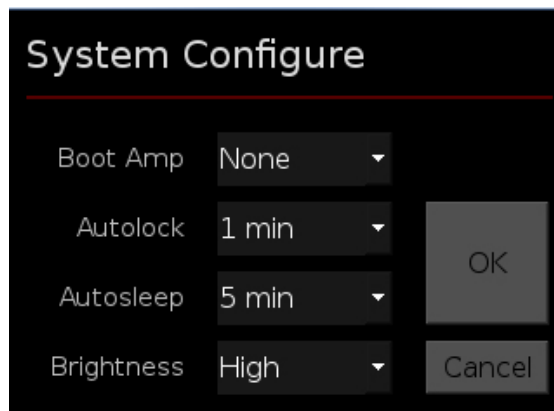 System Configure
Boot Amp None
Autolock 1 min
OK
Autosleep 5 min
Brightness High Cancel